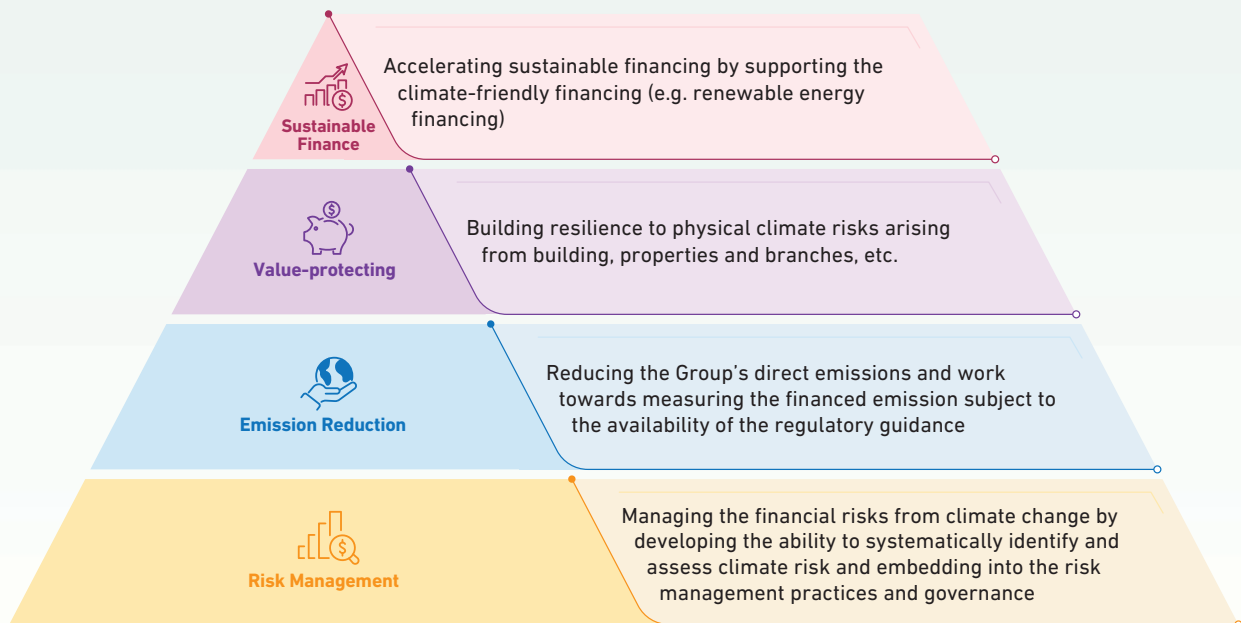 Sustainable
Finance
Accelerating sustainable financing by supporting the
climate-friendly financing (e.g. renewable energy
financing)
Value-protecting
Building resilience to physical climate risks arising
from building, properties and branches, etc.
Emission Reduction
Reducing the Group’s direct emissions and work
towards measuring the financed emission subject to
the availability of the regulatory guidance
Risk Management
Managing the financial risks from climate change by
developing the ability to systematically identify and
assess climate risk and embedding into the risk
management practices and governance